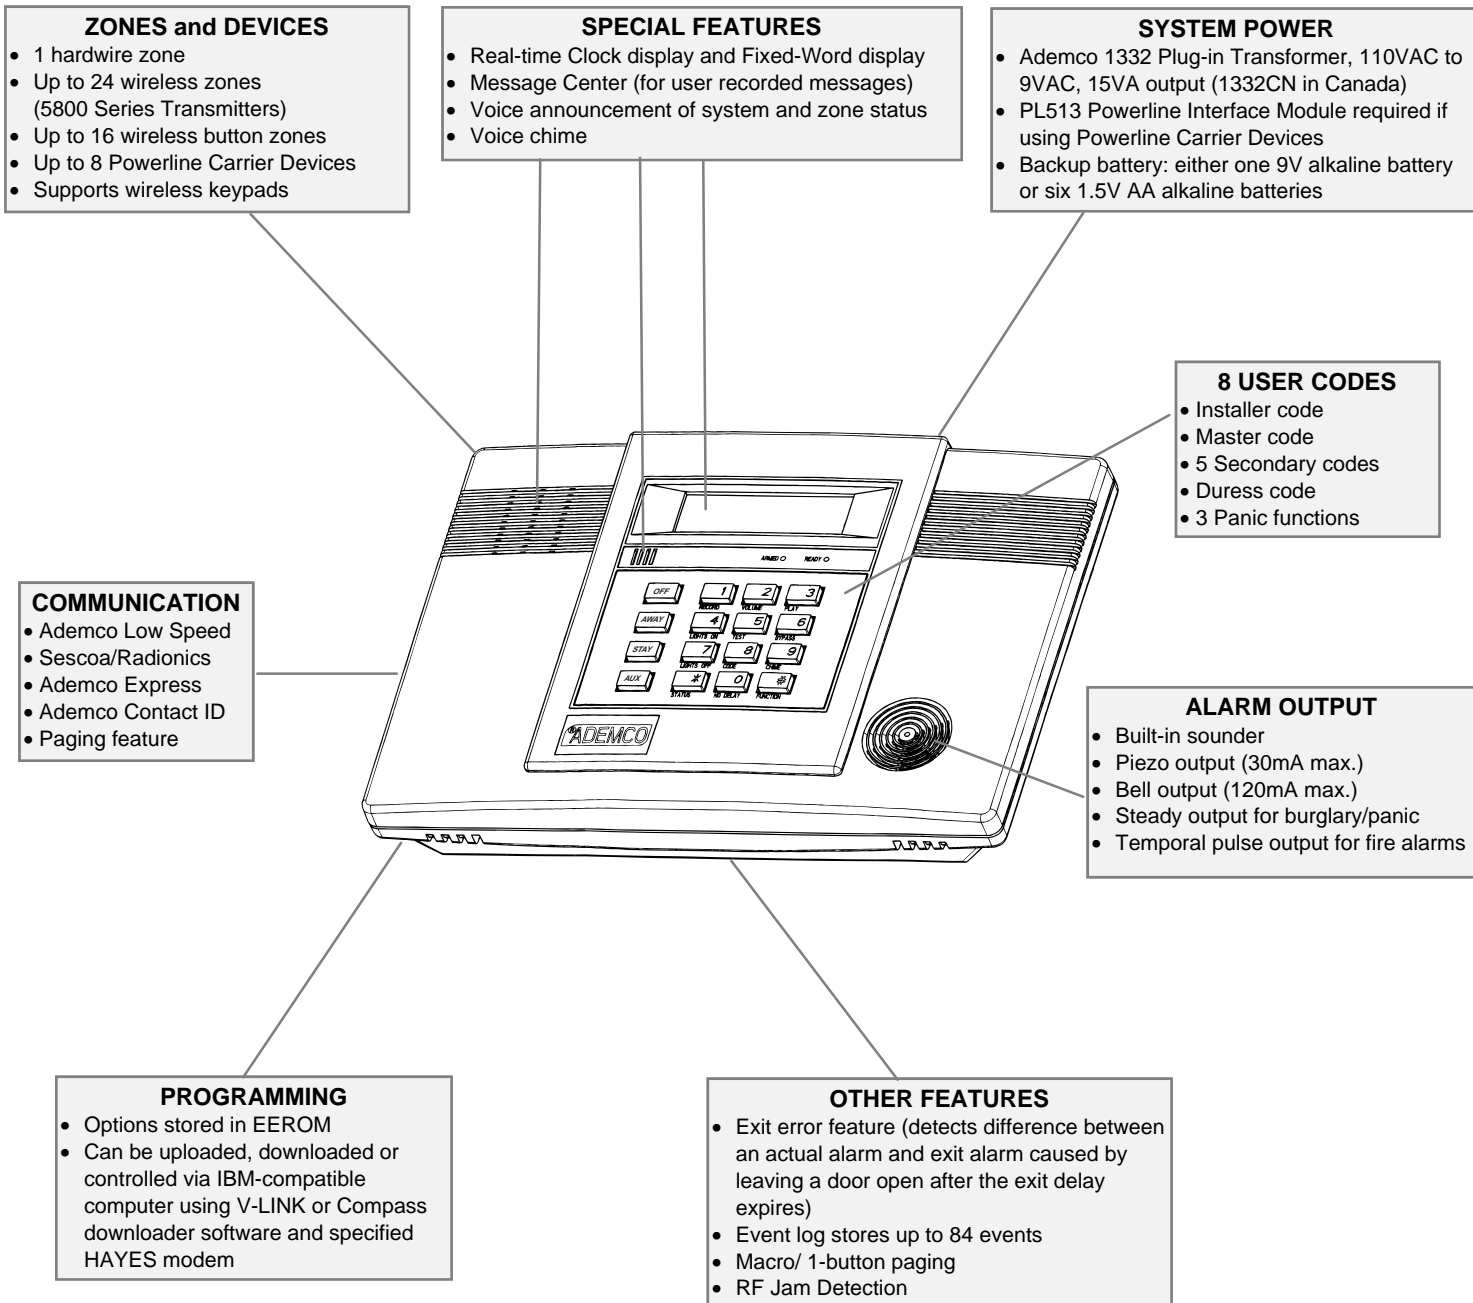 ZONES and DEVICES
• 1 hardwire zone
• Up to 24 wireless zones
(5800 Series Transmitters)
• Up to 16 wireless button zones
• Up to 8 Powerline Carrier Devices
• Supports wireless keypads
SPECIAL FEATURES
• Real-time Clock display and Fixed-Word display
• Message Center (for user recorded messages)
• Voice announcement of system and zone status
• Voice chime
SYSTEM POWER
• Ademco 1332 Plug-in Transformer, 110VAC to
9VAC, 15VA output (1332CN in Canada)
• PL513 Powerline Interface Module required if
using Powerline Carrier Devices
• Backup battery: either one 9V alkaline battery
or six 1.5V AA alkaline batteries
8 USER CODES
• Installer code
• Master code
• 5 Secondary codes
• Duress code
• 3 Panic functions
ARMED READY
OFF 1 2 3
RECORD VOLUME PLAY
AWAY 4 5 6
LIGHTS ON TEST BYPASS
STAY 7 8 9
LIGHTS OFF CODE CHIME
AUX * 0 #
STATUS NO DELAY FUNCTION
ADEMCO
COMMUNICATION
• Ademco Low Speed
• Sescoa/Radionics
• Ademco Express
• Ademco Contact ID
• Paging feature
ALARM OUTPUT
• Built-in sounder
• Piezo output (30mA max.)
• Bell output (120mA max.)
• Steady output for burglary/panic
• Temporal pulse output for fire alarms
PROGRAMMING
• Options stored in EEROM
• Can be uploaded, downloaded or
controlled via IBM-compatible
computer using V-LINK or Compass
downloader software and specified
HAYES modem
OTHER FEATURES
• Exit error feature (detects difference between
an actual alarm and exit alarm caused by
leaving a door open after the exit delay
expires)
• Event log stores up to 84 events
• Macro/ 1-button paging
• RF Jam Detection